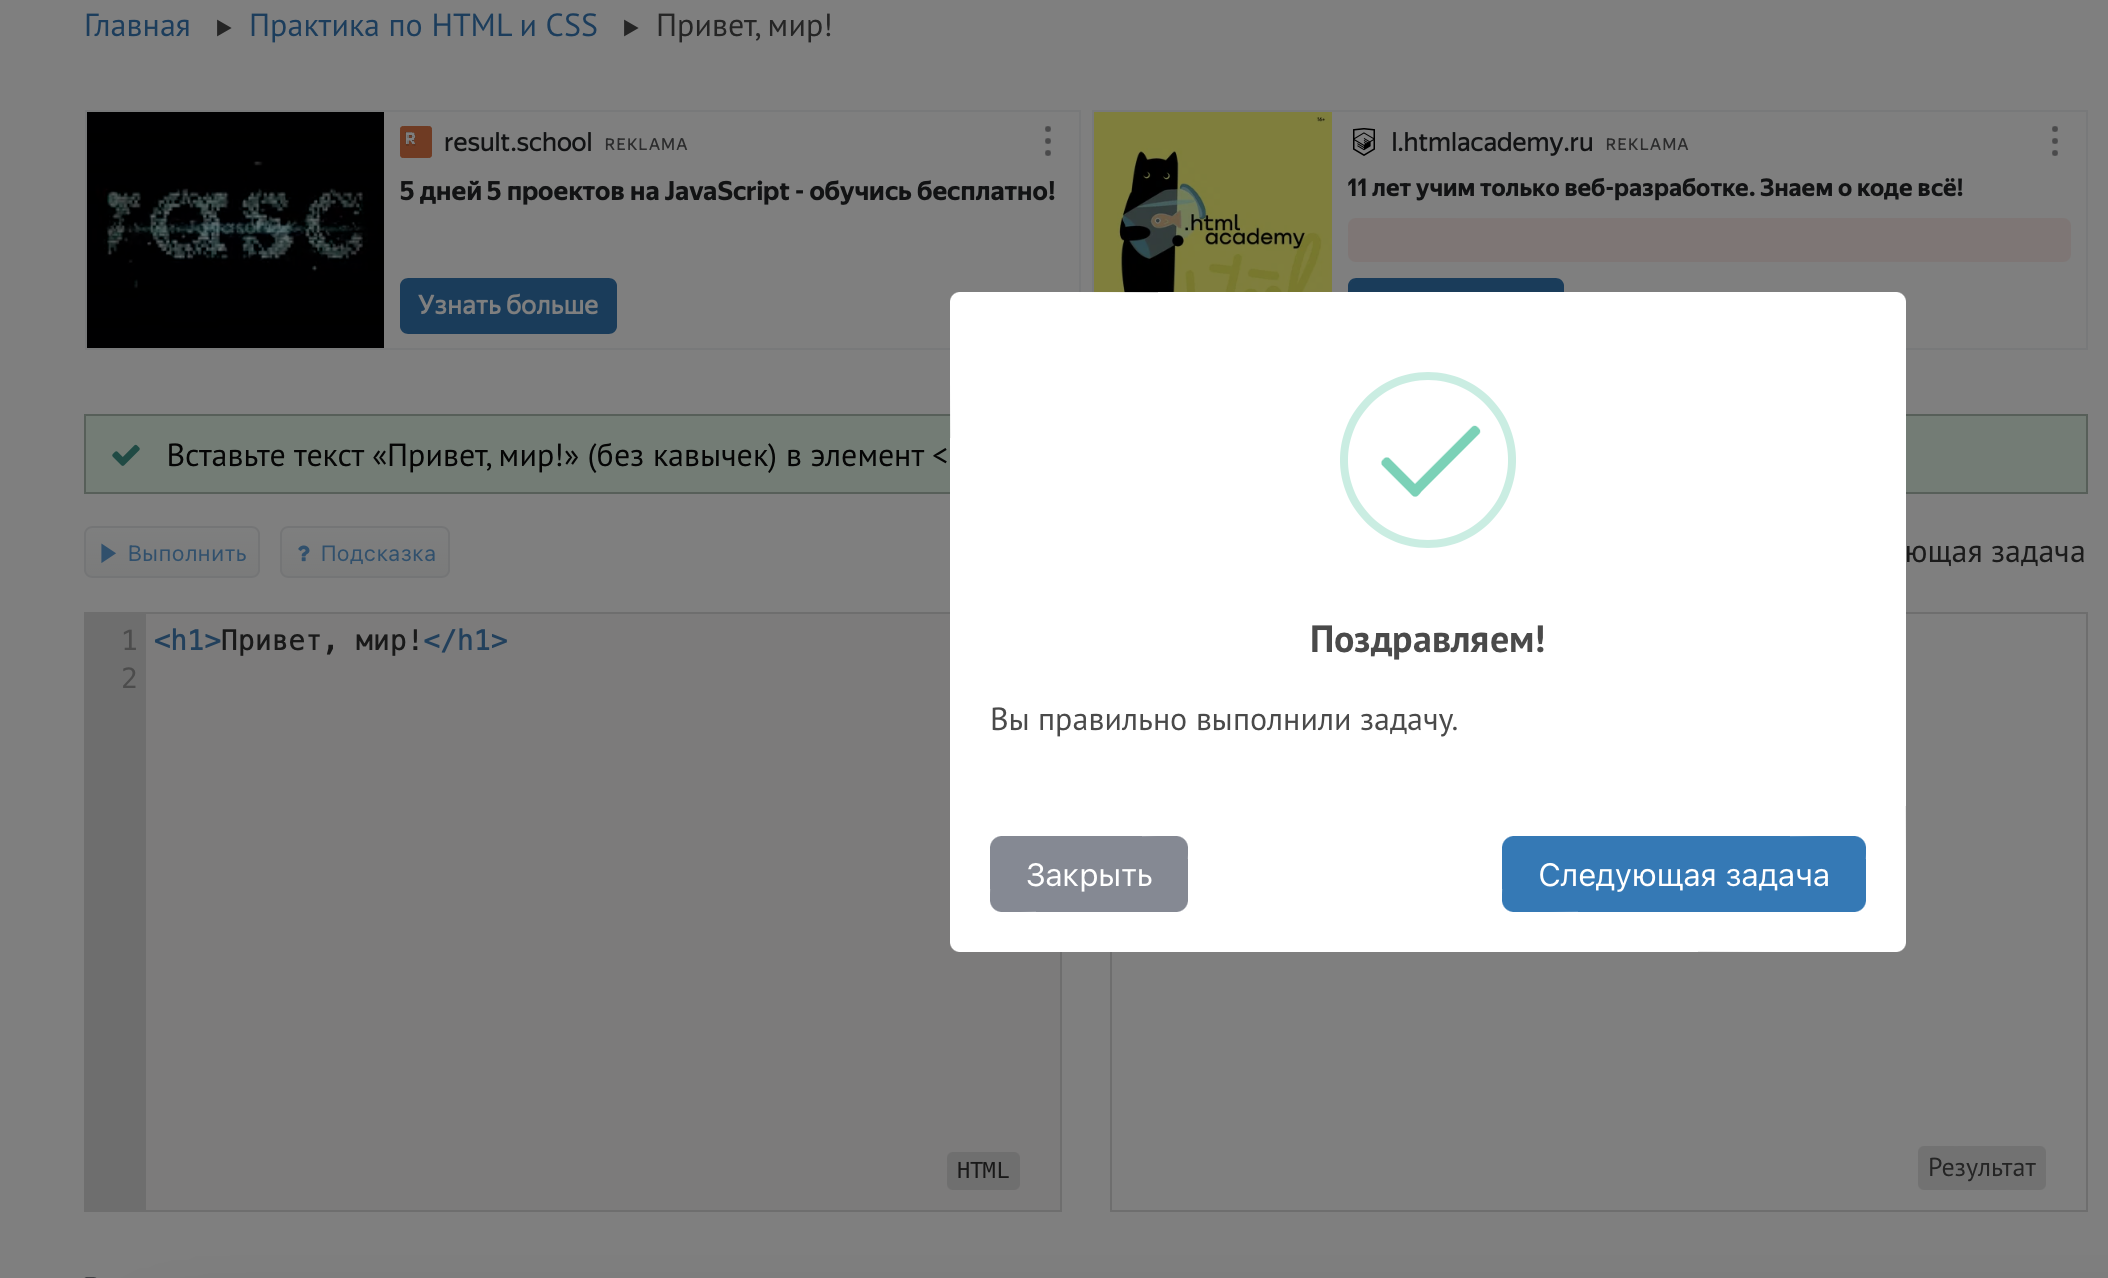 Главная ▶ Практика по HTML и CSS ▶ Привет, мир!
result.school REKLAMA
5 дней 5 проектов на JavaScript - обучись бесплатно!
Узнать больше
.html
academy
l.htmlacademy.ru REKLAMA
11 лет учим только веб-разработке. Знаем о коде всё!
Вставьте текст «Привет, мир!» (без кавычек) в элемент <
Выполнить
? Подсказка
ющая задача
1 <h1>Привет, мир!</h1>
2
HTML
Результат
Поздравляем!
Вы правильно выполнили задачу.
Закрыть
Следующая задача